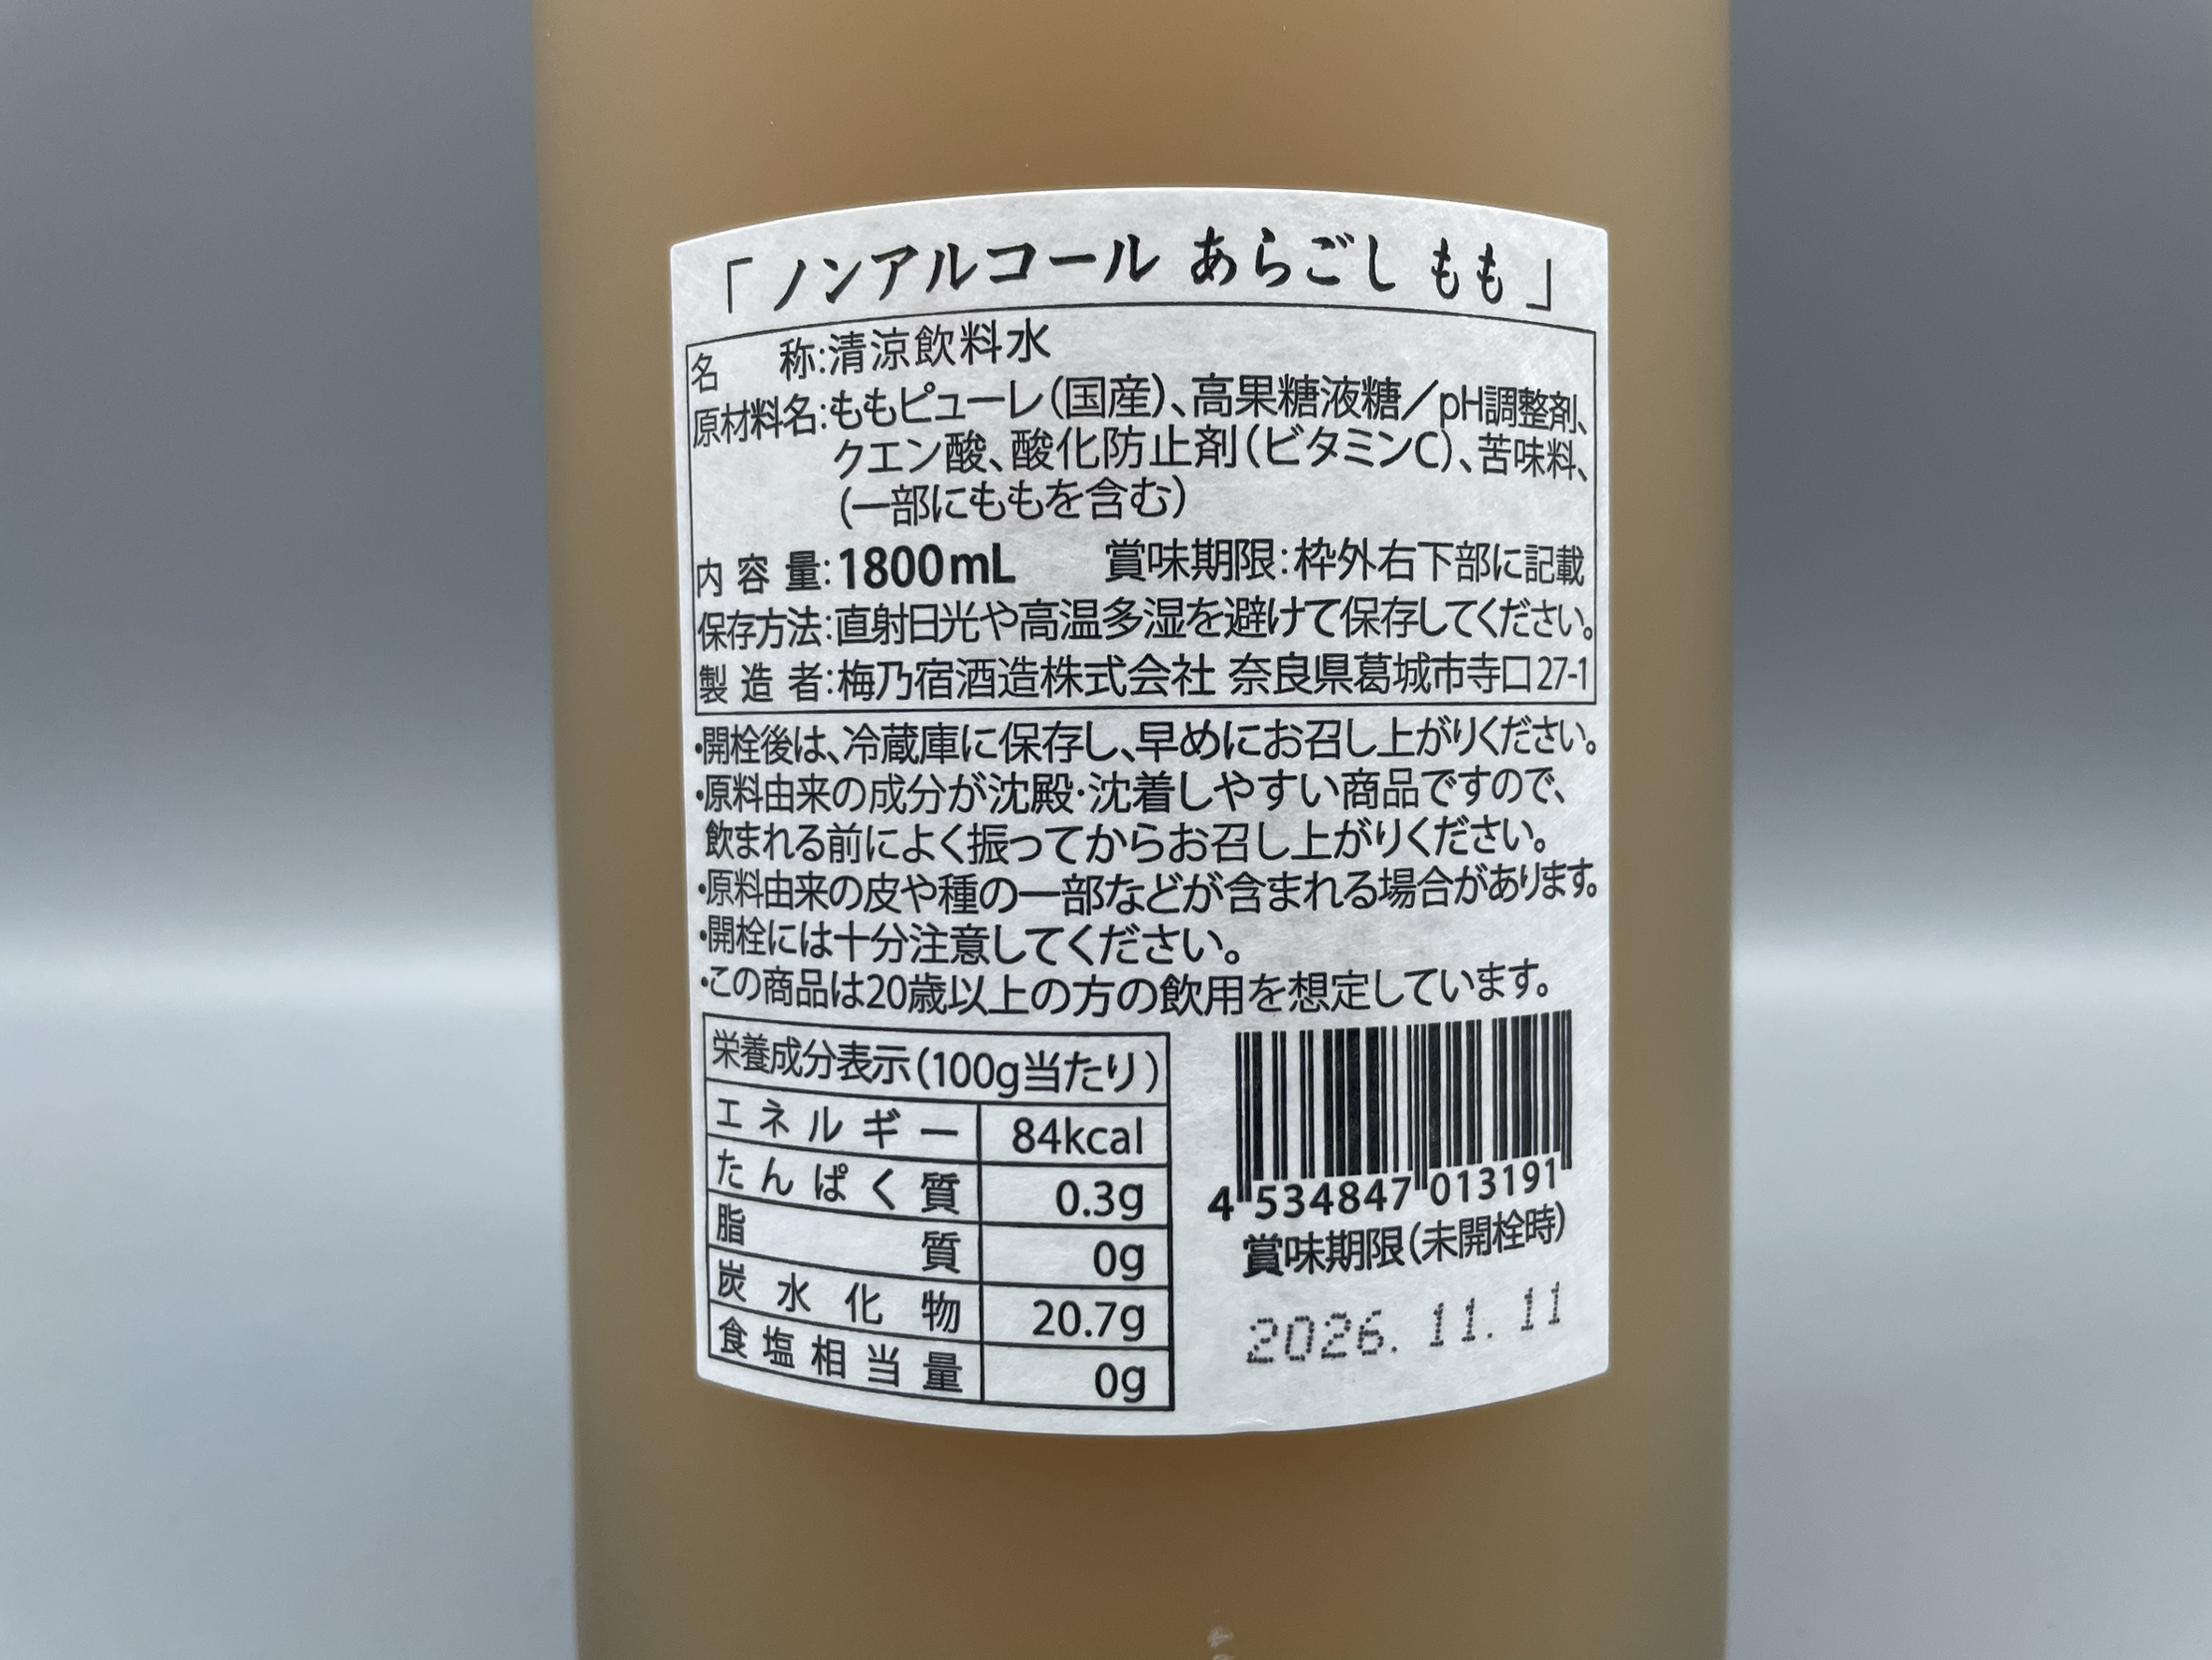 「ノンアルコール あらごし もも」
名 称:清涼飲料水
原材料名:ももピューレ(国産)、高果糖液糖/pH調整剤、
クエン酸、酸化防止剤(ビタミンC)、苦味料、
(一部にももを含む)
内容量:1800mL 賞味期限:枠外右下部に記載
保存方法:直射日光や高温多湿を避けて保存してください。
製造者:梅乃宿酒造株式会社 奈良県葛城市寺口27-1
・開栓後は、冷蔵庫に保存し、早めにお召し上がりください。
・原料由来の成分が沈殿・沈着しやすい商品ですので、
飲まれる前によく振ってからお召し上がりください。
・原料由来の皮や種の一部などが含まれる場合があります。
・開栓には十分注意してください。
・この商品は20歳以上の方の飲用を想定しています。
栄養成分表示(100g当たり)
エネルギー 84kcal
たんぱく質 0.3g
脂質 0g
炭水化物 20.7g
食塩相当量 0g
4 534847 013191
賞味期限(未開栓時)
2026.11.11